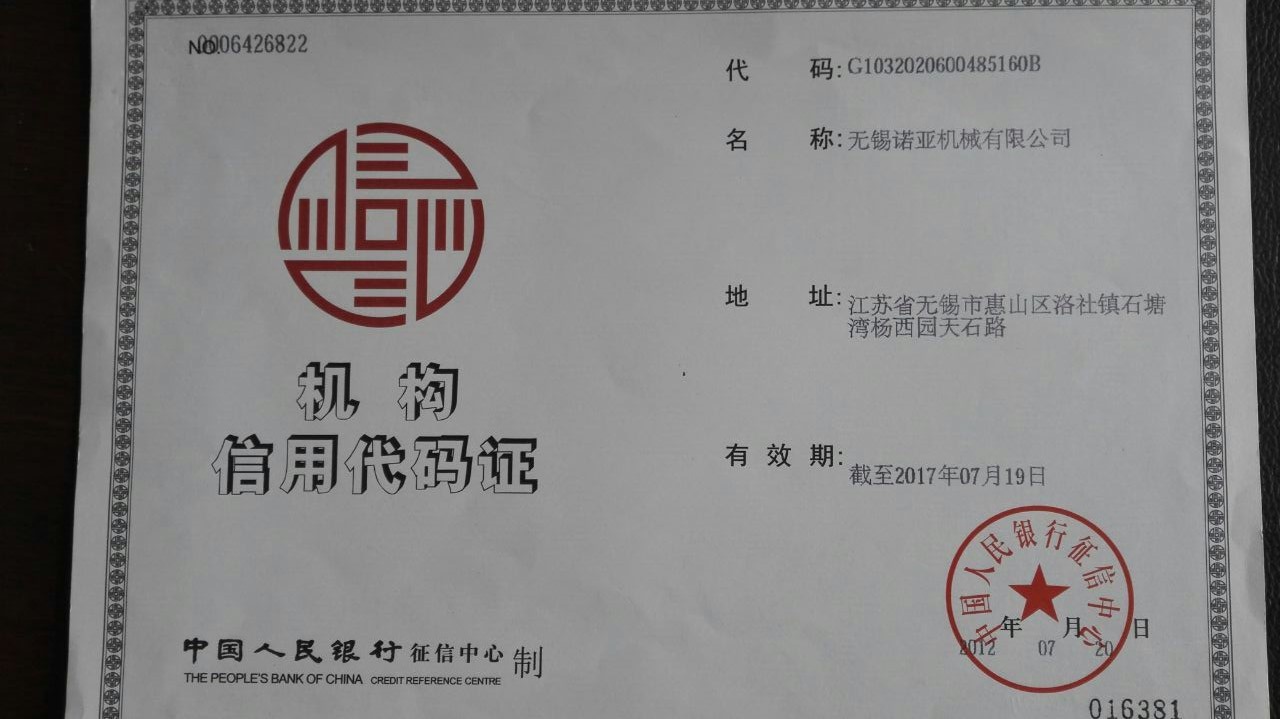 NO.0006426822
代 码:G1032020600485160B
名 称:无锡诺亚机械有限公司
地 址:江苏省无锡市惠山区洛社镇石塘
湾杨西园天石路
机 构
信用代码证
有 效 期:截至2017年07月19日
中国人民银行征信中心
年 月 日
2012 07 20
中国人民银行 征信中心 制
THE PEOPLE'S BANK OF CHINA CREDIT REFERENCE CENTRE
016381